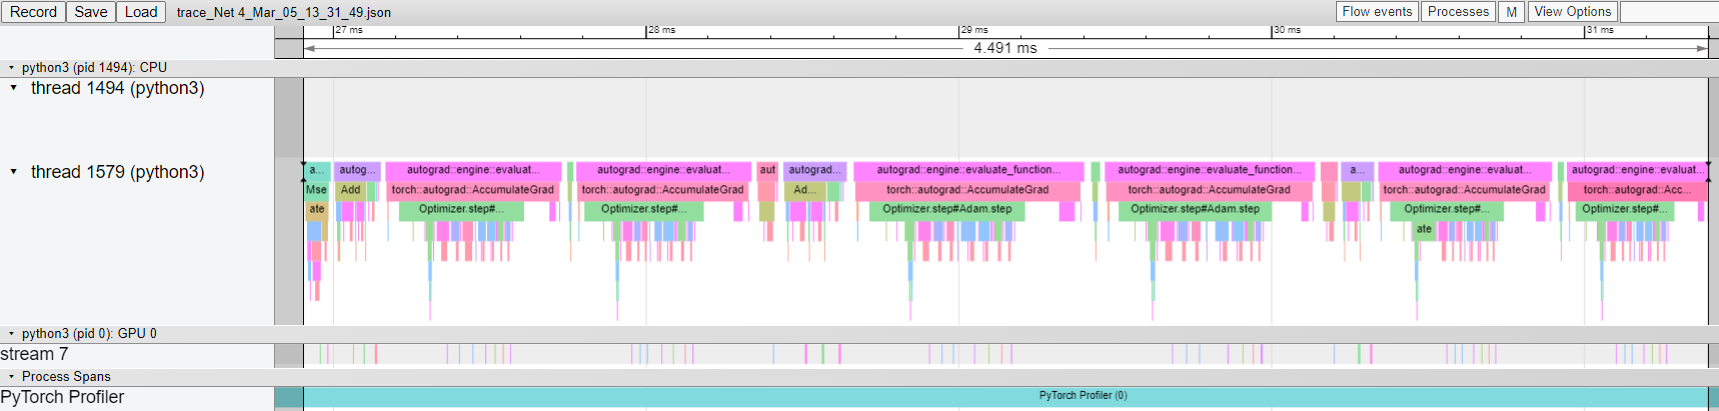 Record Save Load trace_Net 4_Mar_05_13_31_49.json Flow events Processes M View Options
27 ms 28 ms 29 ms 30 ms 31 ms
4.491 ms
python3 (pid 1494): CPU
thread 1494 (python3)
thread 1579 (python3)
a... autog... autograd::engine::evaluat... autograd::engine::evaluat... aut autograd... autograd::engine::evaluate_function... autograd::engine::evaluate_function... a... autograd::engine::evaluat... autograd::engine::evaluat...
Mse Add torch::autograd::AccumulateGrad torch::autograd::AccumulateGrad Ad... torch::autograd::AccumulateGrad torch::autograd::AccumulateGrad torch::autograd::AccumulateGrad torch::autograd::Acc...
ate Optimizer.step#... Optimizer.step#... Optimizer.step#Adam.step Optimizer.step#Adam.step Optimizer.step#... Optimizer.step#...
ate
python3 (pid 0): GPU 0
stream 7
Process Spans
PyTorch Profiler PyTorch Profiler (0)